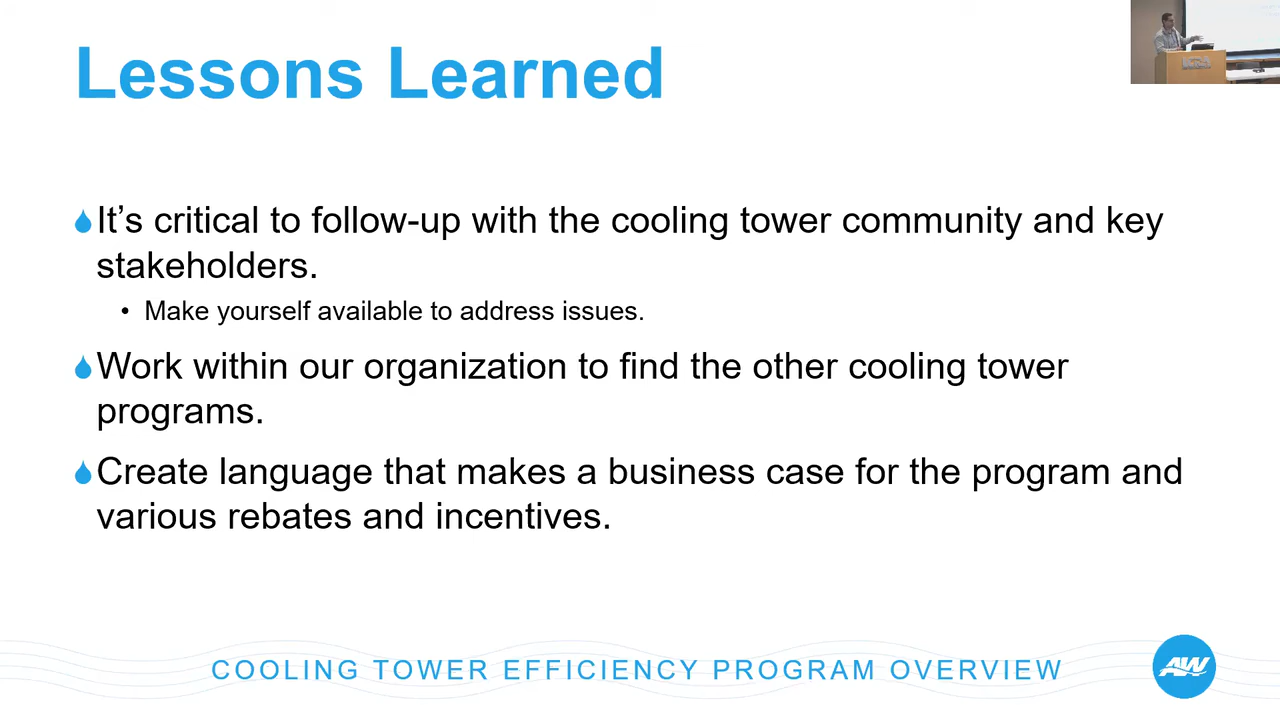 Lessons Learned
It’s critical to follow-up with the cooling tower community and key
stakeholders.
• Make yourself available to address issues.
Work within our organization to find the other cooling tower
programs.
Create language that makes a business case for the program and
various rebates and incentives.
COOLING TOWER EFFICIENCY PROGRAM OVERVIEW
AW